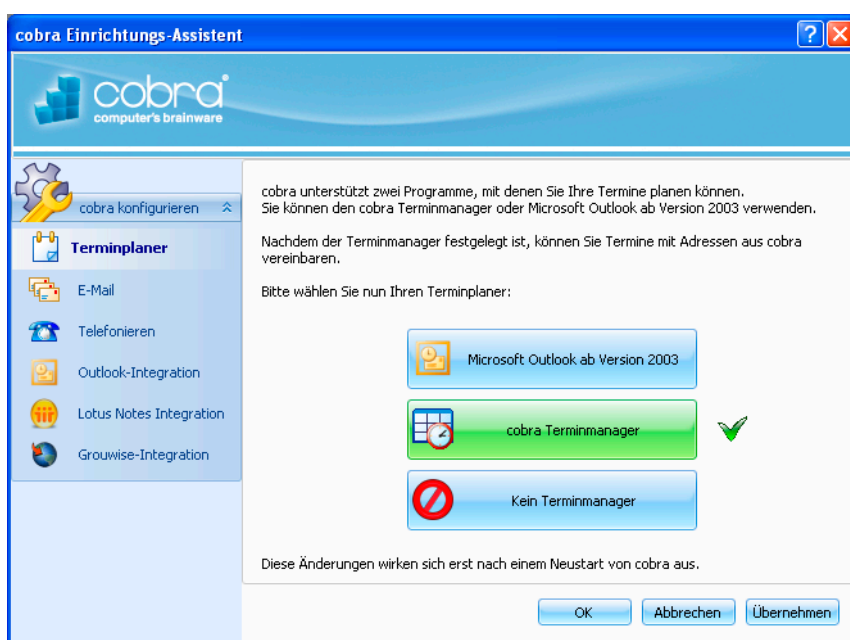 cobra Einrichtungs-Assistent
cobra
computer's brainware
cobra konfigurieren
Terminplaner
E-Mail
Telefonieren
Outlook-Integration
Lotus Notes Integration
Grouwise-Integration
cobra unterstützt zwei Programme, mit denen Sie Ihre Termine planen können.
Sie können den cobra Terminmanager oder Microsoft Outlook ab Version 2003 verwenden.
Nachdem der Terminmanager festgelegt ist, können Sie Termine mit Adressen aus cobra
vereinbaren.
Bitte wählen Sie nun Ihren Terminplaner:
Microsoft Outlook ab Version 2003
cobra Terminmanager
Kein Terminmanager
Diese Änderungen wirken sich erst nach einem Neustart von cobra aus.
OK
Abbrechen
Übernehmen